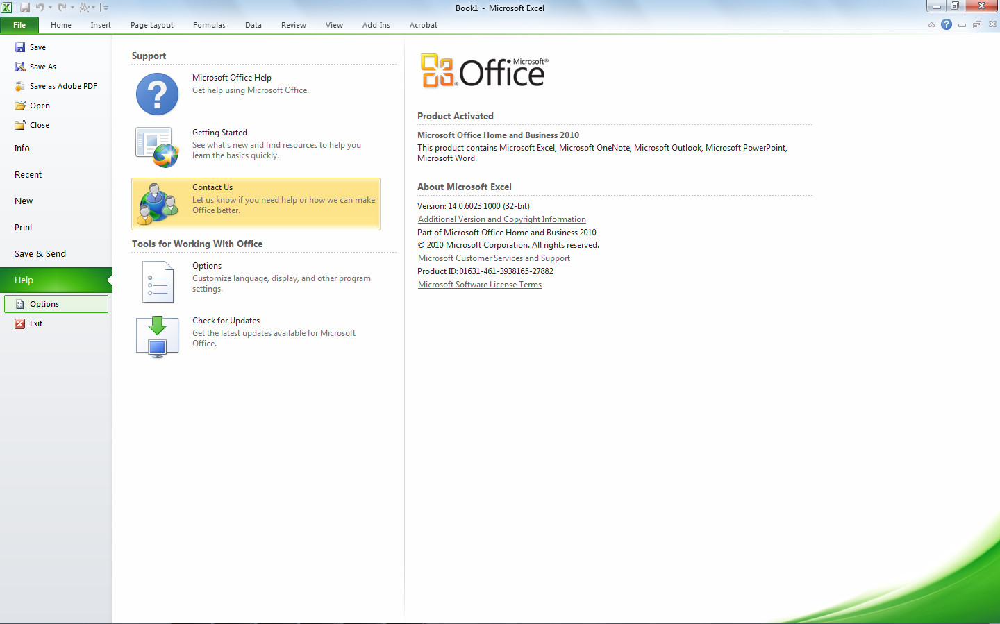 Book1 - Microsoft Excel
File Home Insert Page Layout Formulas Data Review View Add-Ins Acrobat
Save
Save As
Save as Adobe PDF
Open
Close
Info
Recent
New
Print
Save & Send
Help
Options
Exit
Support
Microsoft Office Help
Get help using Microsoft Office.
Getting Started
See what's new and find resources to help you
learn the basics quickly.
Contact Us
Let us know if you need help or how we can make
Office better.
Tools for Working With Office
Options
Customize language, display, and other program
settings.
Check for Updates
Get the latest updates available for Microsoft
Office.
Microsoft®
Office
Product Activated
Microsoft Office Home and Business 2010
This product contains Microsoft Excel, Microsoft OneNote, Microsoft Outlook, Microsoft PowerPoint,
Microsoft Word.
About Microsoft Excel
Version: 14.0.6023.1000 (32-bit)
Additional Version and Copyright Information
Part of Microsoft Office Home and Business 2010
© 2010 Microsoft Corporation. All rights reserved.
Microsoft Customer Services and Support
Product ID: 01631-461-3938165-27882
Microsoft Software License Terms